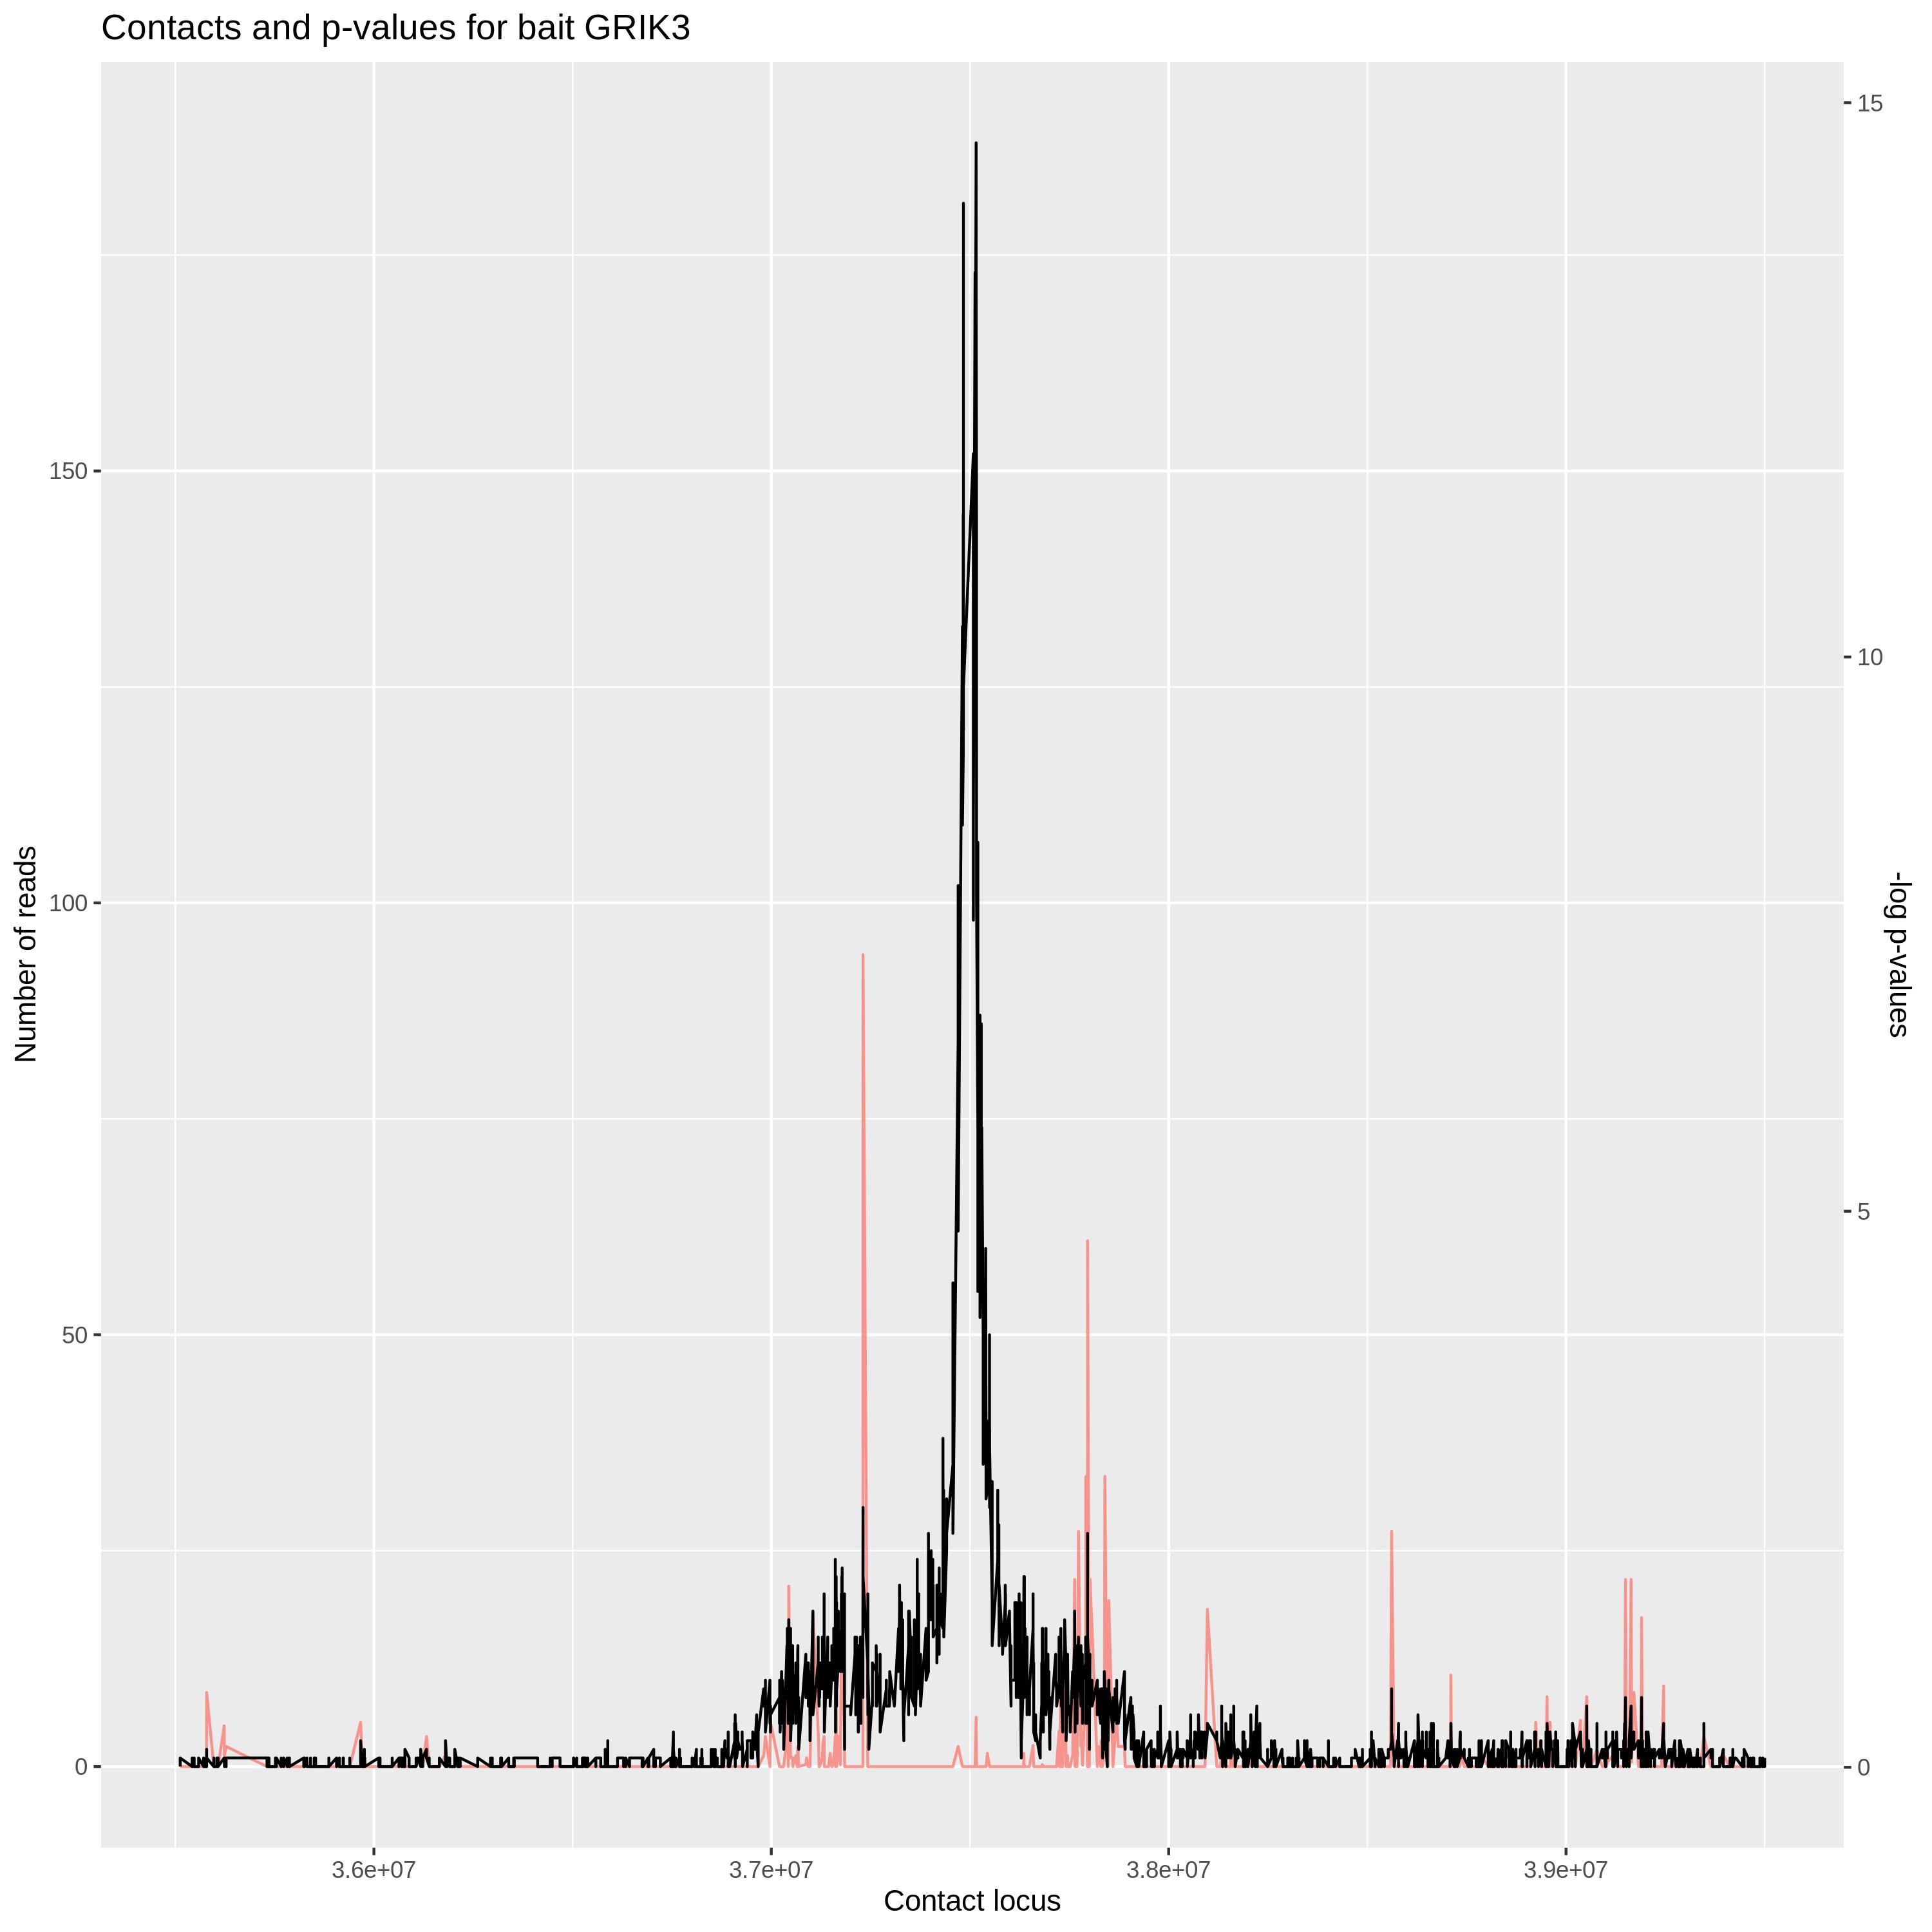 Contacts and p-values for bait GRIK3
Number of reads
150
100
50
0
15
10
5
0
-log p-values
3.6e+07
3.7e+07
3.8e+07
3.9e+07
Contact locus